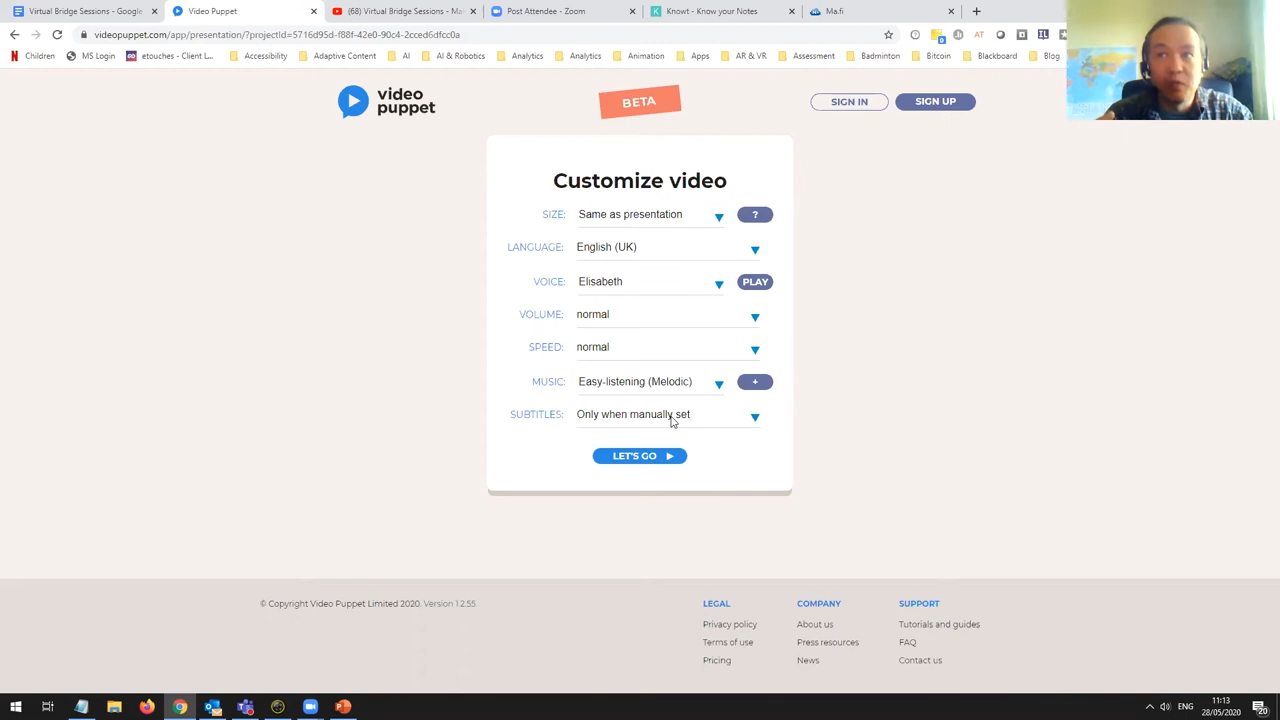 Virtual Bridge Sessions - Google
Video Puppet
(68) Virtual Bridge Sessions - Ma
Post Attendee - Zoom
Knowt - Know your Notes
Ma.fi
videopuppet.com/app/presentation/?projectId=5716d95d-f88f-42e0-90c4-2cced6dfcc0a
Children
MS Login
etouches - Client L...
Accessibility
Adaptive Content
AI
AI & Robotics
Analytics
Analytics
Animation
Apps
AR & VR
Assessment
Badminton
Bitcoin
Blackboard
Blog
video
puppet
BETA
SIGN IN
SIGN UP
Customize video
SIZE: Same as presentation ?
LANGUAGE: English (UK)
VOICE: Elisabeth PLAY
VOLUME: normal
SPEED: normal
MUSIC: Easy-listening (Melodic) +
SUBTITLES: Only when manually set
LET'S GO
© Copyright Video Puppet Limited 2020. Version 1.2.55
LEGAL
Privacy policy
Terms of use
Pricing
COMPANY
About us
Press resources
News
SUPPORT
Tutorials and guides
FAQ
Contact us
ENG
11:13
28/05/2020
20